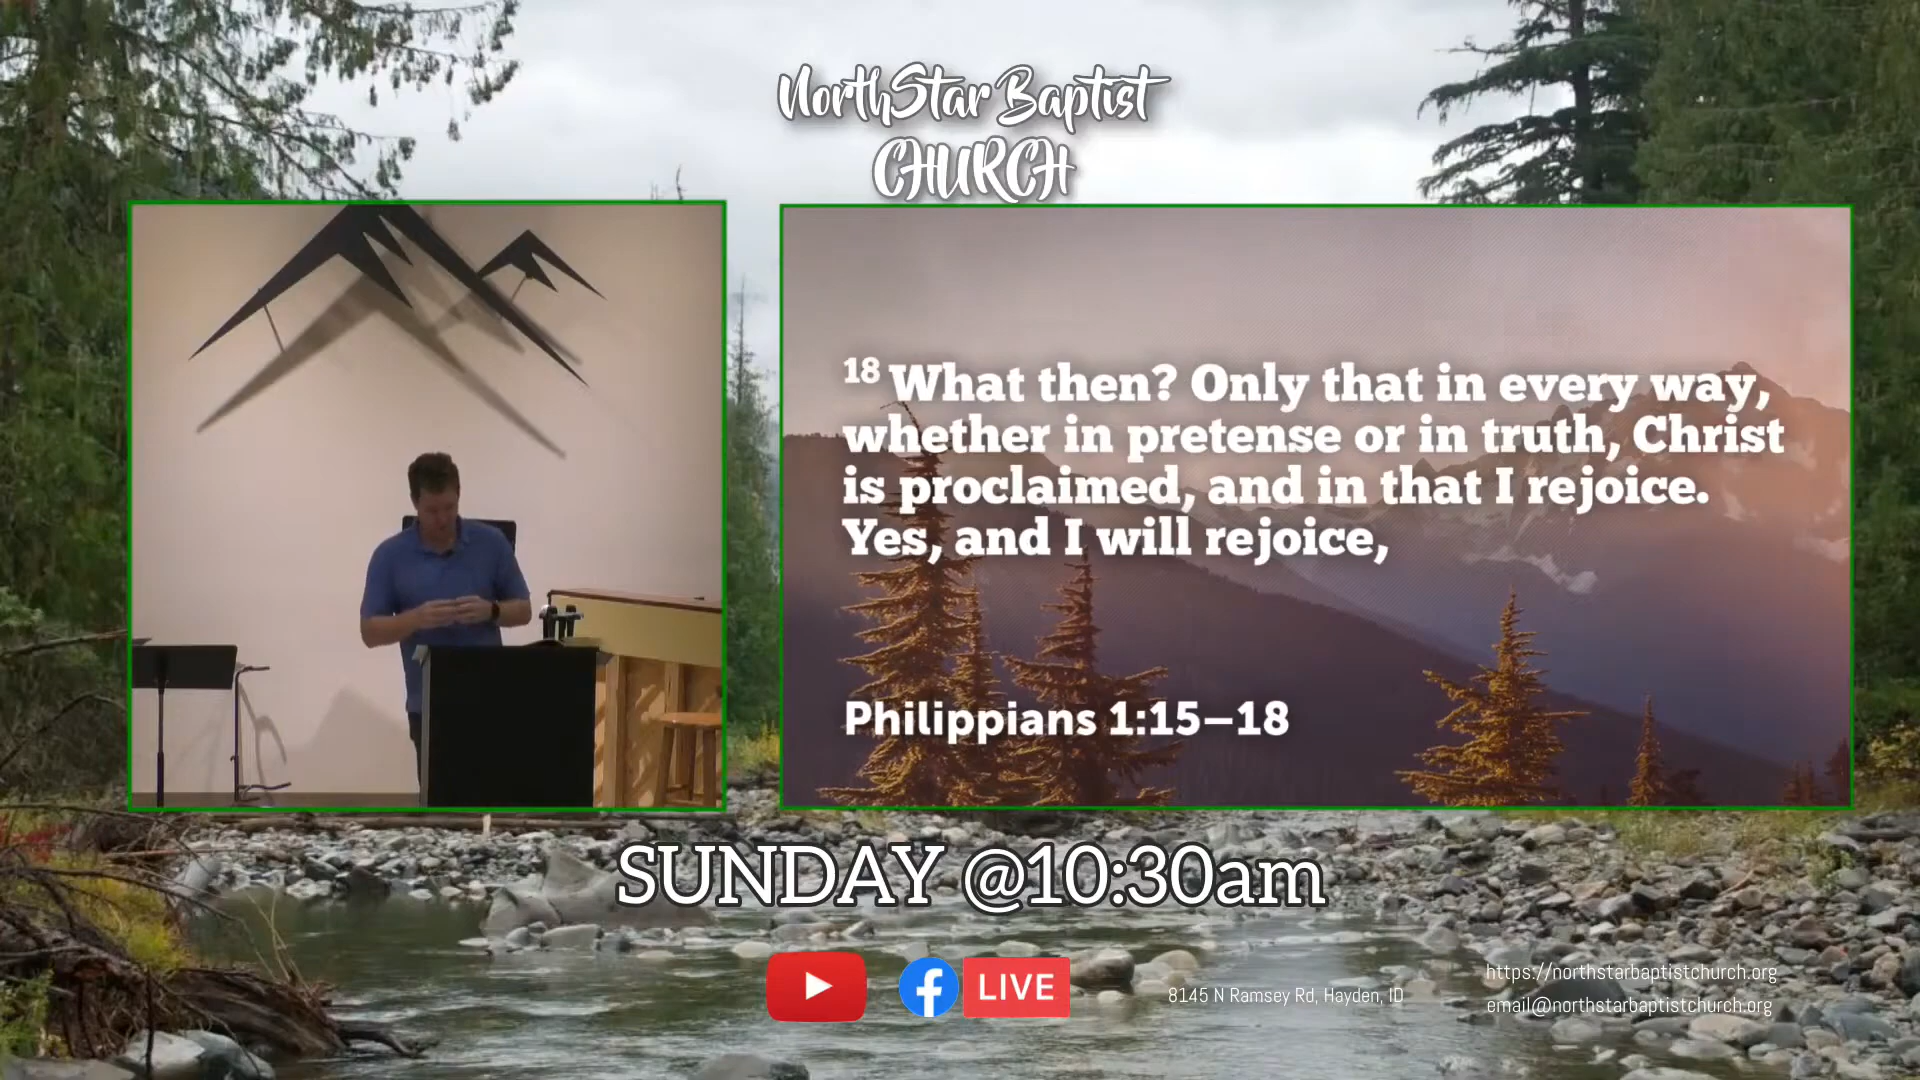 NorthStar Baptist
CHURCH
18 What then? Only that in every way,
whether in pretense or in truth, Christ
is proclaimed, and in that I rejoice.
Yes, and I will rejoice,
Philippians 1:15–18
SUNDAY @10:30am
LIVE
8145 N Ramsey Rd, Hayden, ID
https://northstarbaptistchurch.org
email@northstarbaptistchurch.org